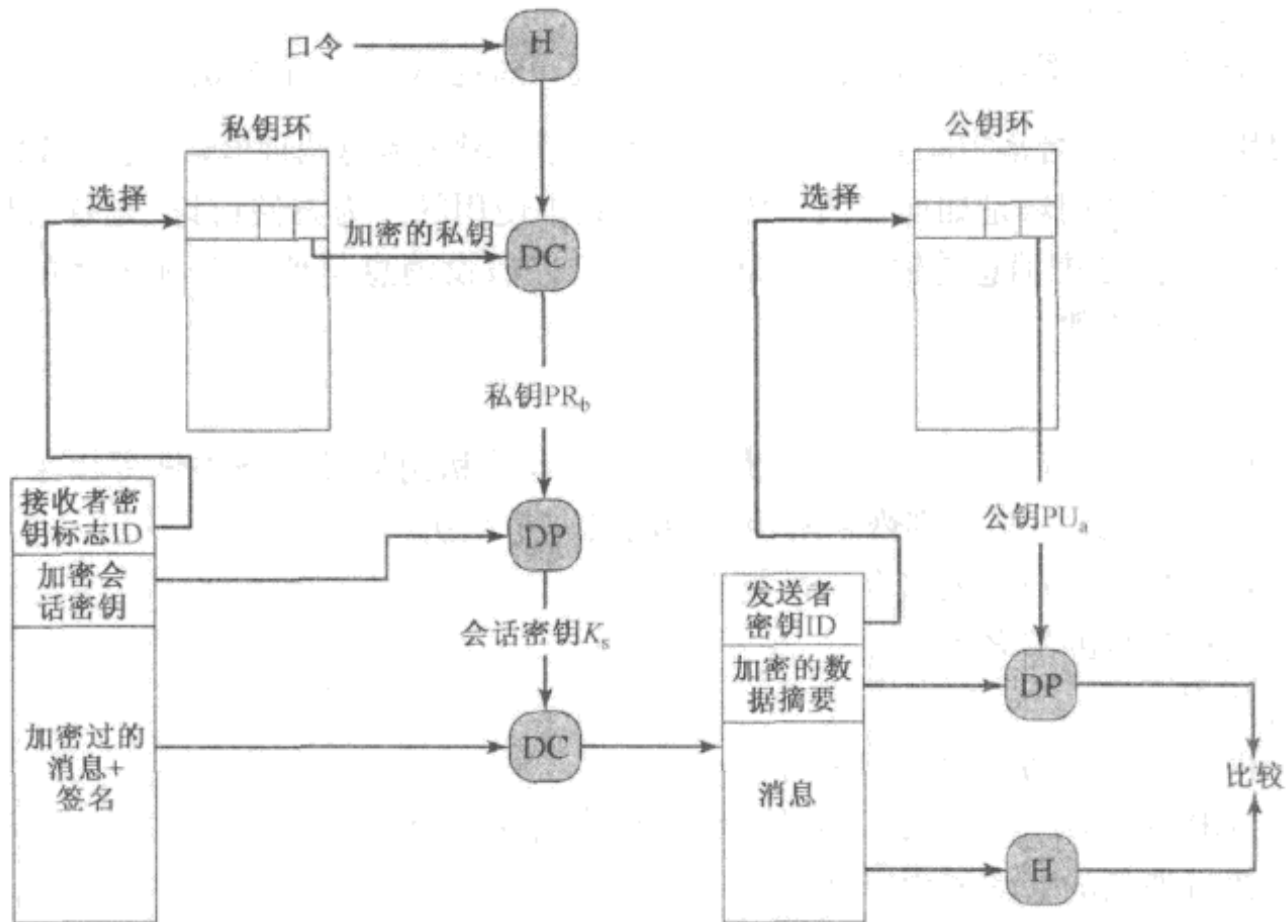 口令
H
私钥环
公钥环
选择
选择
加密的私钥
DC
私钥PRb
接收者密
钥标志ID
DP
公钥PUa
加密会
话密钥
发送者
密钥ID
会话密钥Ks
加密的数
据摘要
DP
加密过的
消息+
签名
DC
消息
比较
H